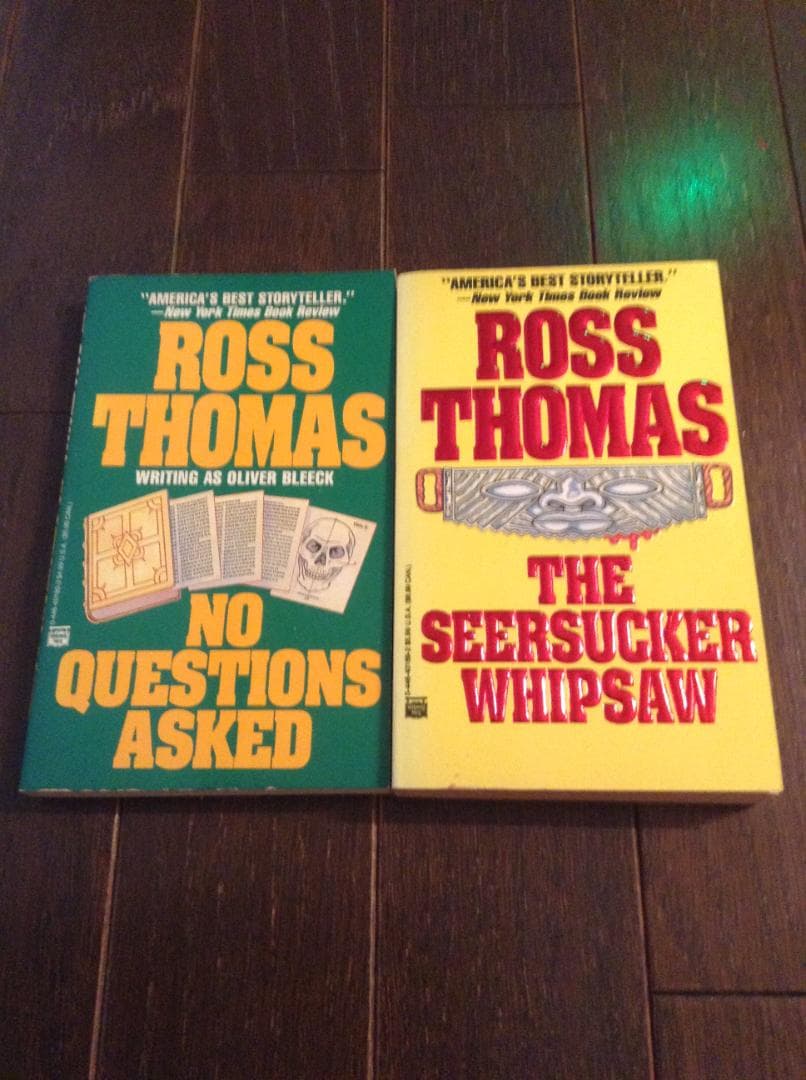 "AMERICA'S BEST STORYTELLER."
—New York Times Book Review
ROSS
THOMAS
WRITING AS OLIVER BLEECK
NO
QUESTIONS
ASKED
"AMERICA'S BEST STORYTELLER."
—New York Times Book Review
ROSS
THOMAS
THE
SEERSUCKER
WHIPSAW